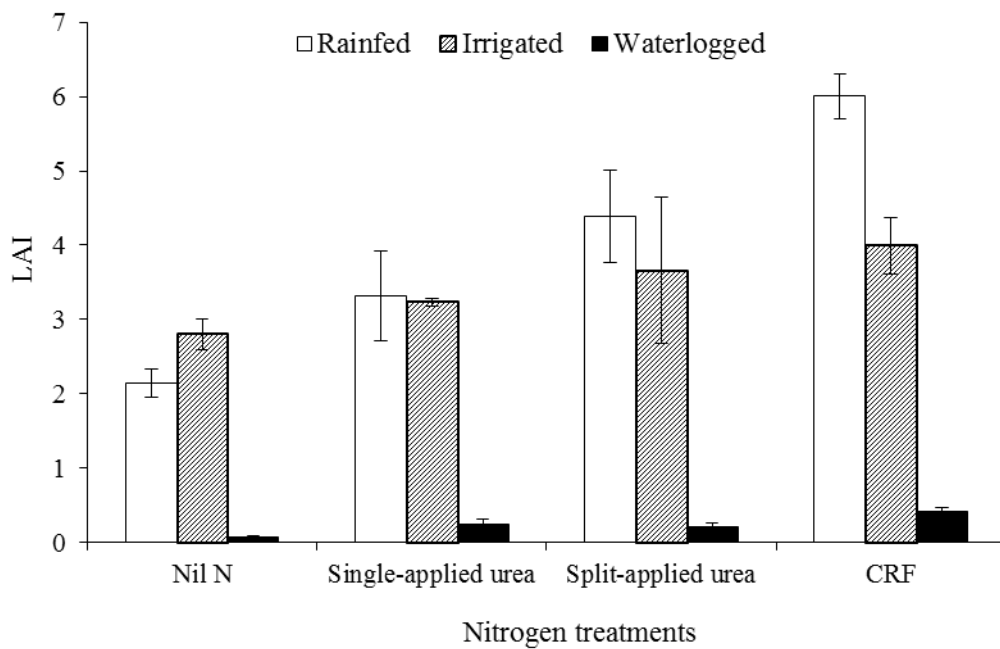 7
Rainfed Irrigated Waterlogged
6
5
4
LAI
3
2
1
0
Nil N Single-applied urea Split-applied urea CRF
Nitrogen treatments